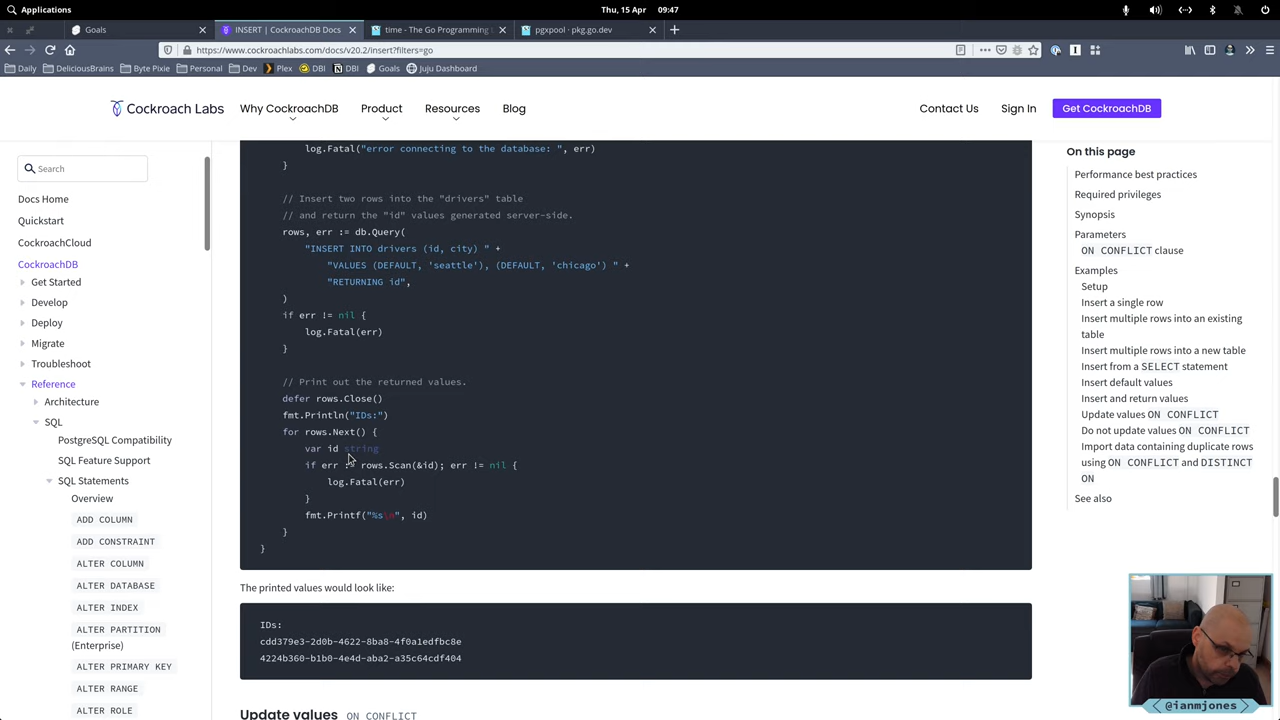 Applications
Thu, 15 Apr
09:47
Goals
INSERT | CockroachDB Docs
time - The Go Programming L
pgxpool · pkg.go.dev
https://www.cockroachlabs.com/docs/v20.2/insert?filters=go
Daily
DeliciousBrains
Byte Pixie
Personal
Dev
Plex
DBI
DBI
Goals
Juju Dashboard
Cockroach Labs
Why CockroachDB
Product
Resources
Blog
Contact Us
Sign In
Get CockroachDB
Search
Docs Home
Quickstart
CockroachCloud
CockroachDB
Get Started
Develop
Deploy
Migrate
Troubleshoot
Reference
Architecture
SQL
PostgreSQL Compatibility
SQL Feature Support
SQL Statements
Overview
ADD COLUMN
ADD CONSTRAINT
ALTER COLUMN
ALTER DATABASE
ALTER INDEX
ALTER PARTITION
(Enterprise)
ALTER PRIMARY KEY
ALTER RANGE
ALTER ROLE
log.Fatal("error connecting to the database: ", err)
}
// Insert two rows into the "drivers" table
// and return the "id" values generated server-side.
rows, err := db.Query(
"INSERT INTO drivers (id, city) " +
"VALUES (DEFAULT, 'seattle'), (DEFAULT, 'chicago') " +
"RETURNING id",
)
if err != nil {
log.Fatal(err)
}
// Print out the returned values.
defer rows.Close()
fmt.Println("IDs:")
for rows.Next() {
var id string
if err := rows.Scan(&id); err != nil {
log.Fatal(err)
}
fmt.Printf("%s\n", id)
}
}
The printed values would look like:
IDs:
cdd379e3-2d0b-4622-8ba8-4f0a1edfbc8e
4224b360-b1b0-4e4d-aba2-a35c64cdf404
Update values ON CONFLICT
On this page
Performance best practices
Required privileges
Synopsis
Parameters
ON CONFLICT clause
Examples
Setup
Insert a single row
Insert multiple rows into an existing
table
Insert multiple rows into a new table
Insert from a SELECT statement
Insert default values
Insert and return values
Update values ON CONFLICT
Do not update values ON CONFLICT
Import data containing duplicate rows
using ON CONFLICT and DISTINCT
ON
See also
@ianmjones